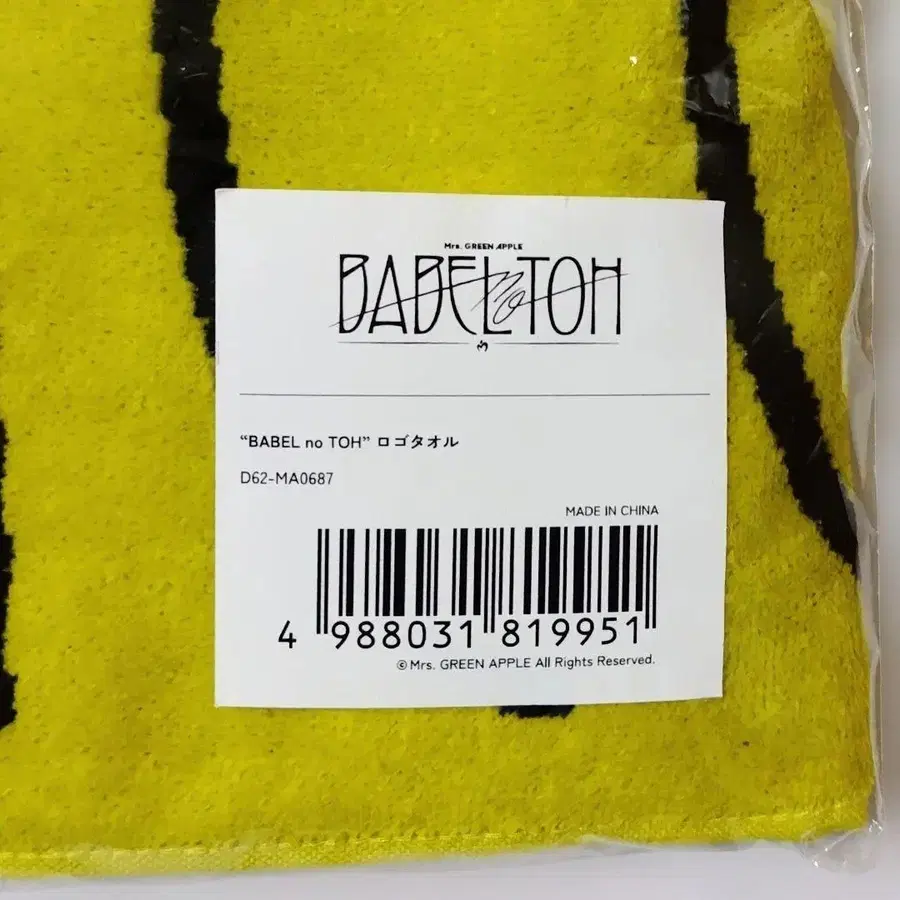 Mrs. GREEN APPLE
BABEL no TOH
“BABEL no TOH” ロゴタオル
D62-MA0687
MADE IN CHINA
4 988031 819951
©Mrs. GREEN APPLE All Rights Reserved.